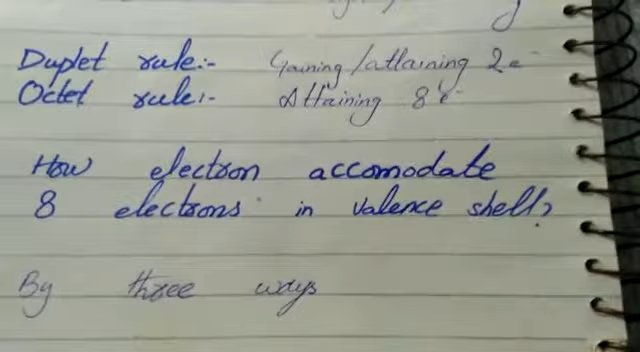 Duplet rule:- Gaining/attaining 2e⁻
Octet rule:- Attaining 8e⁻
How electron accomodate
8 electrons in valence shell?
By three ways